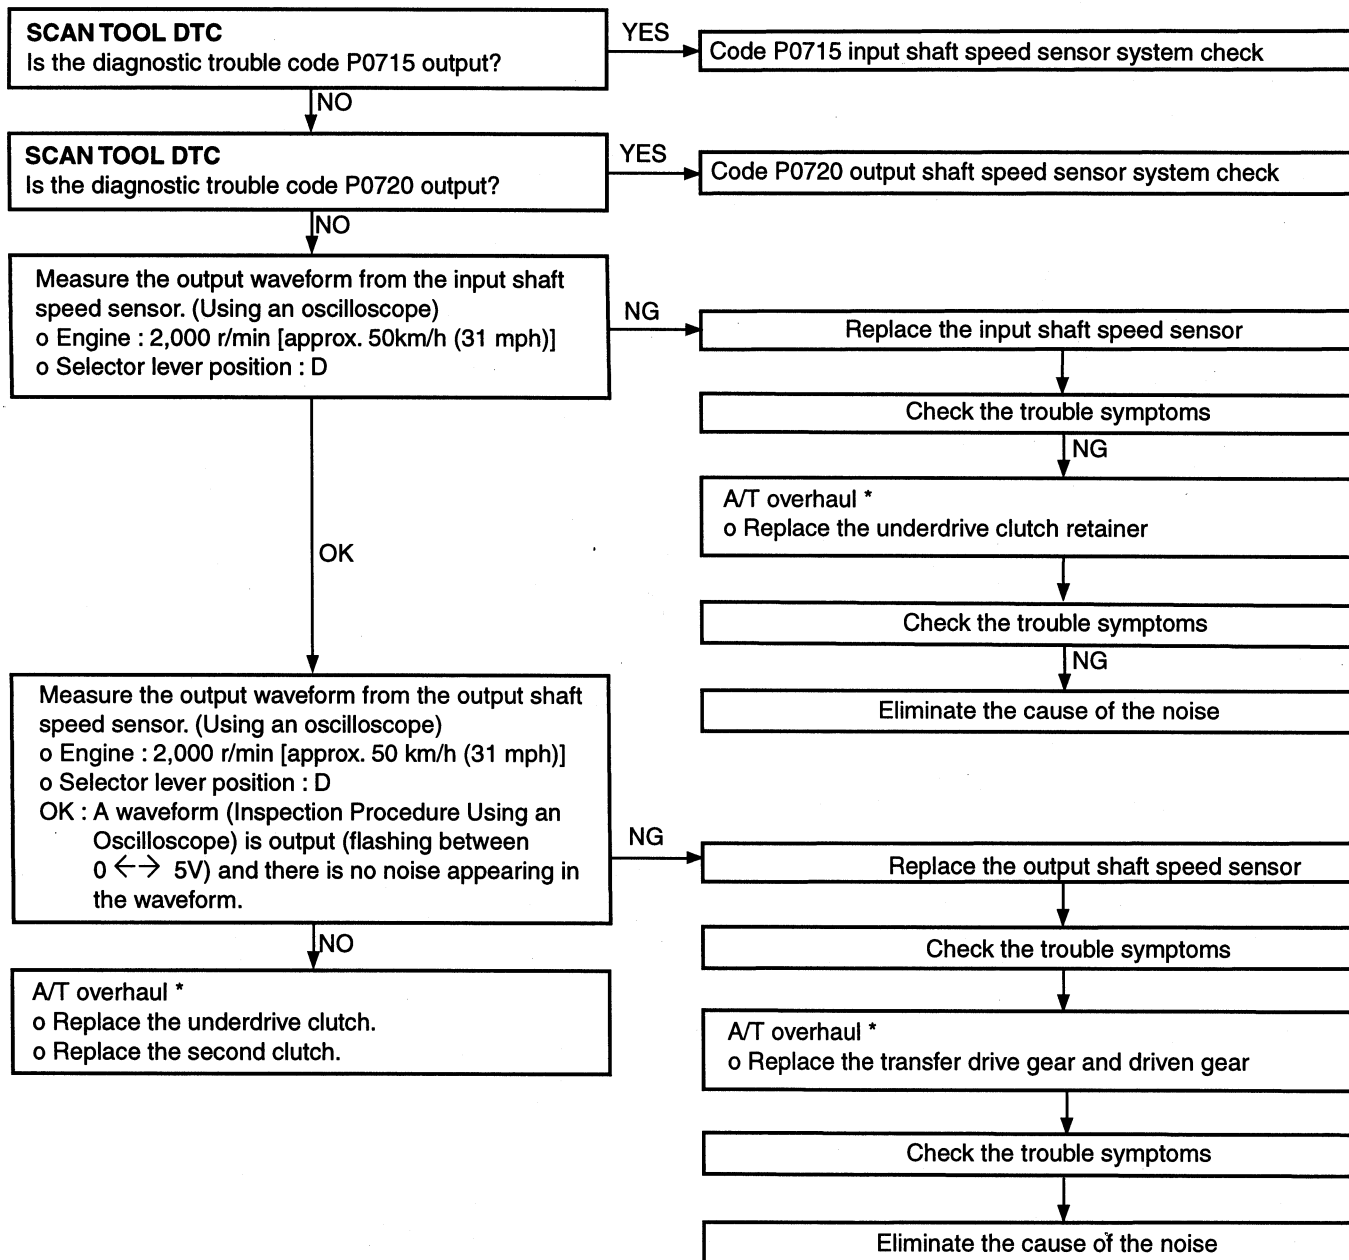 SCAN TOOL DTC
Is the diagnostic trouble code P0715 output?
YES
Code P0715 input shaft speed sensor system check
NO
SCAN TOOL DTC
Is the diagnostic trouble code P0720 output?
YES
Code P0720 output shaft speed sensor system check
NO
Measure the output waveform from the input shaft
speed sensor. (Using an oscilloscope)
o Engine : 2,000 r/min [approx. 50km/h (31 mph)]
o Selector lever position : D
NG
Replace the input shaft speed sensor
Check the trouble symptoms
NG
A/T overhaul *
o Replace the underdrive clutch retainer
OK
Check the trouble symptoms
NG
Eliminate the cause of the noise
Measure the output waveform from the output shaft
speed sensor. (Using an oscilloscope)
o Engine : 2,000 r/min [approx. 50 km/h (31 mph)]
o Selector lever position : D
OK : A waveform (Inspection Procedure Using an
Oscilloscope) is output (flashing between
0 ←→ 5V) and there is no noise appearing in
the waveform.
NG
Replace the output shaft speed sensor
Check the trouble symptoms
NO
A/T overhaul *
o Replace the underdrive clutch.
o Replace the second clutch.
A/T overhaul *
o Replace the transfer drive gear and driven gear
Check the trouble symptoms
Eliminate the cause of the noise